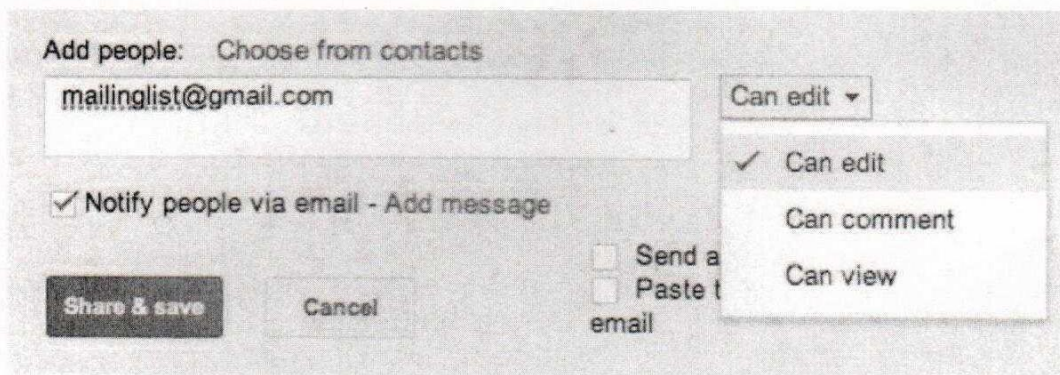 Add people: Choose from contacts
mailinglist@gmail.com
Can edit
Can edit
Can comment
Can view
Notify people via email - Add message
Send a
Paste t
email
Share & save
Cancel